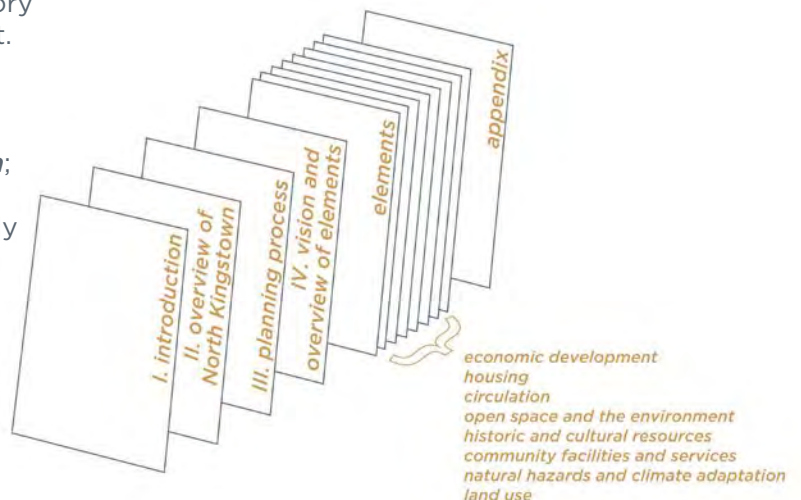 ory
t.
n;
y
I. introduction
II. overview of
North Kingstown
III. planning process
IV. vision and
overview of elements
elements
appendix
economic development
housing
circulation
open space and the environment
historic and cultural resources
community facilities and services
natural hazards and climate adaptation
land use